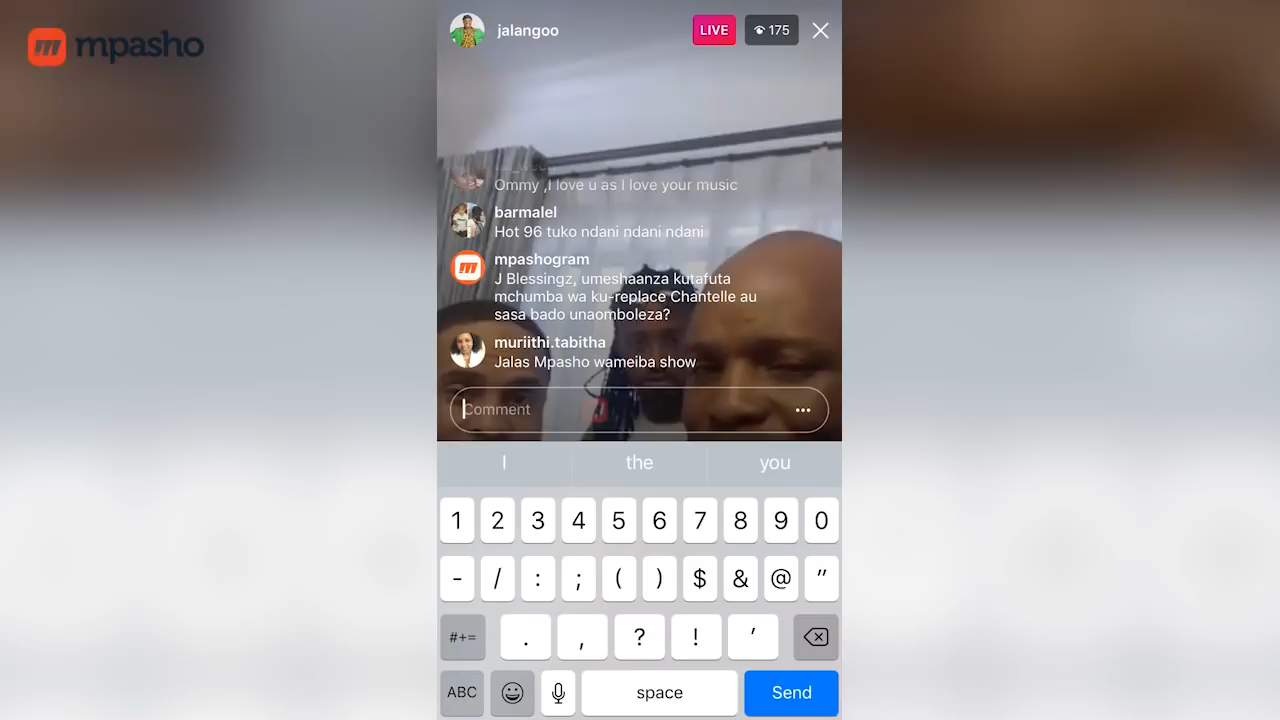 mpasho
jalangoo
LIVE
175
Ommy ,I love u as I love your music
barmalel
Hot 96 tuko ndani ndani ndani
mpashogram
J Blessingz, umeshaanza kutafuta
mchumba wa ku-replace Chantelle au
sasa bado unaomboleza?
muriithi.tabitha
Jalas Mpasho wameiba show
Comment
I the you
1 2 3 4 5 6 7 8 9 0
- / : ; ( ) $ & @ "
#+= . , ? ! '
ABC space Send